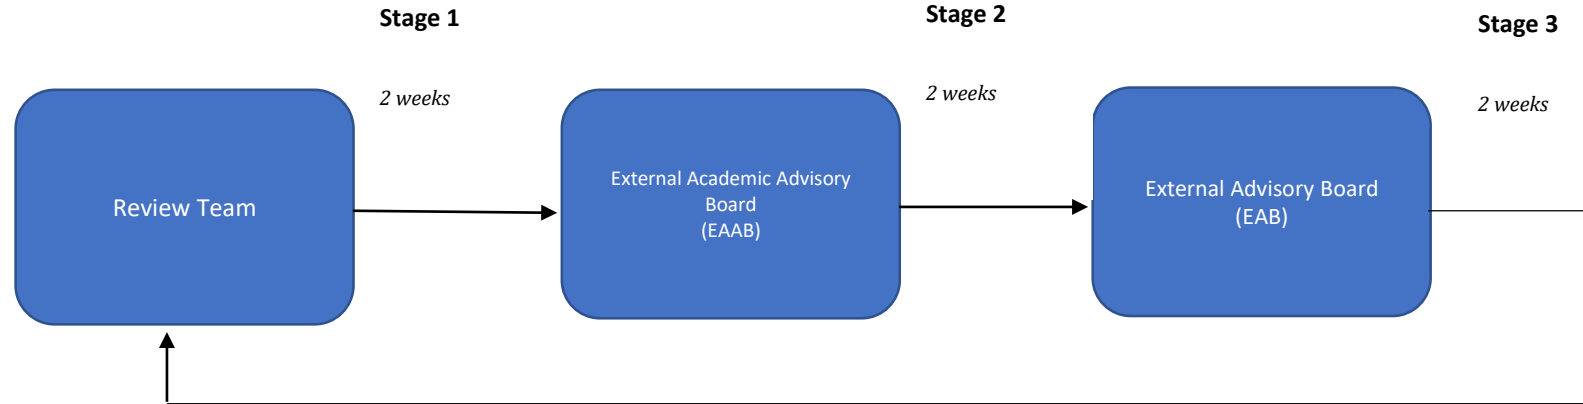 Stage 1
2 weeks
Stage 2
2 weeks
Stage 3
2 weeks
Review Team
External Academic Advisory
Board
(EAAB)
External Advisory Board
(EAB)